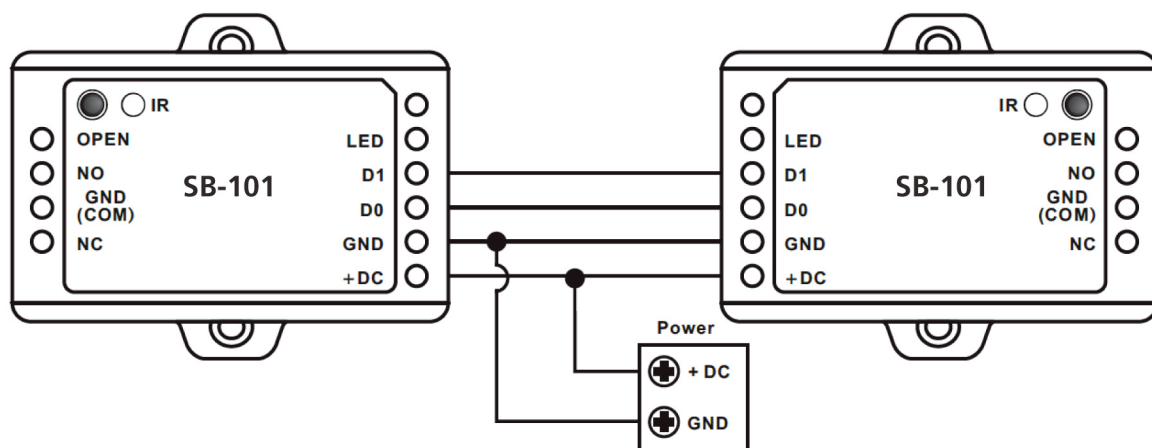 IR
OPEN
NO
GND
(COM)
NC
SB-101
LED
D1
D0
GND
+DC
LED
D1
D0
GND
+DC
SB-101
IR
OPEN
NO
GND
(COM)
NC
Power
+ DC
GND